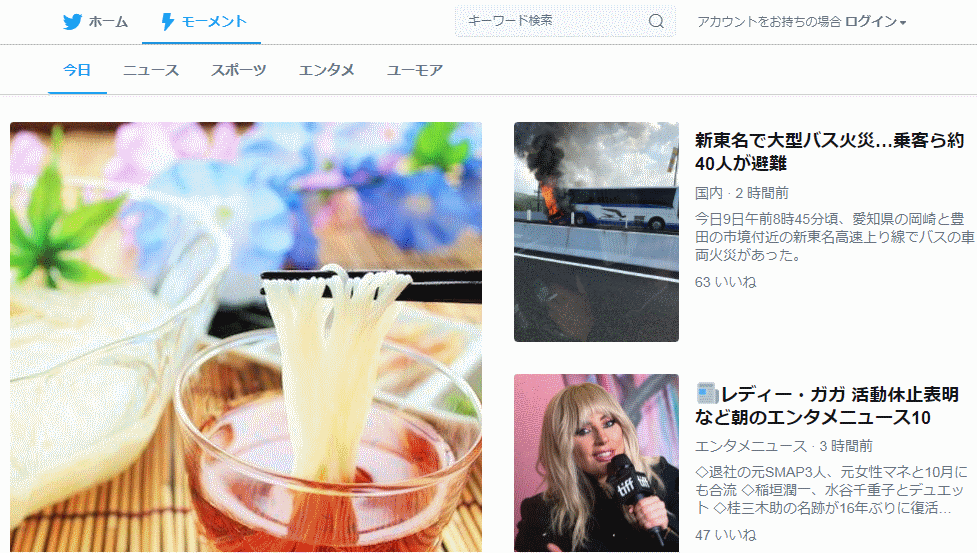 ホーム
モーメント
キーワード検索
アカウントをお持ちの場合 ログイン
今日
ニュース
スポーツ
エンタメ
ユーモア
新東名で大型バス火災…乗客ら約
40人が避難
国内 · 2 時間前
今日9日午前8時45分頃、愛知県の岡崎と豊
田の市境付近の新東名高速上り線でバスの車
両火災があった。
63 いいね
レディー・ガガ 活動休止表明
など朝のエンタメニュース10
エンタメニュース · 3 時間前
◇退社の元SMAP3人、元女性マネと10月に
も合流 ◇稲垣潤一、水谷千重子とデュエッ
ト ◇桂三木助の名跡が16年ぶりに復活…
47 いいね
tiff